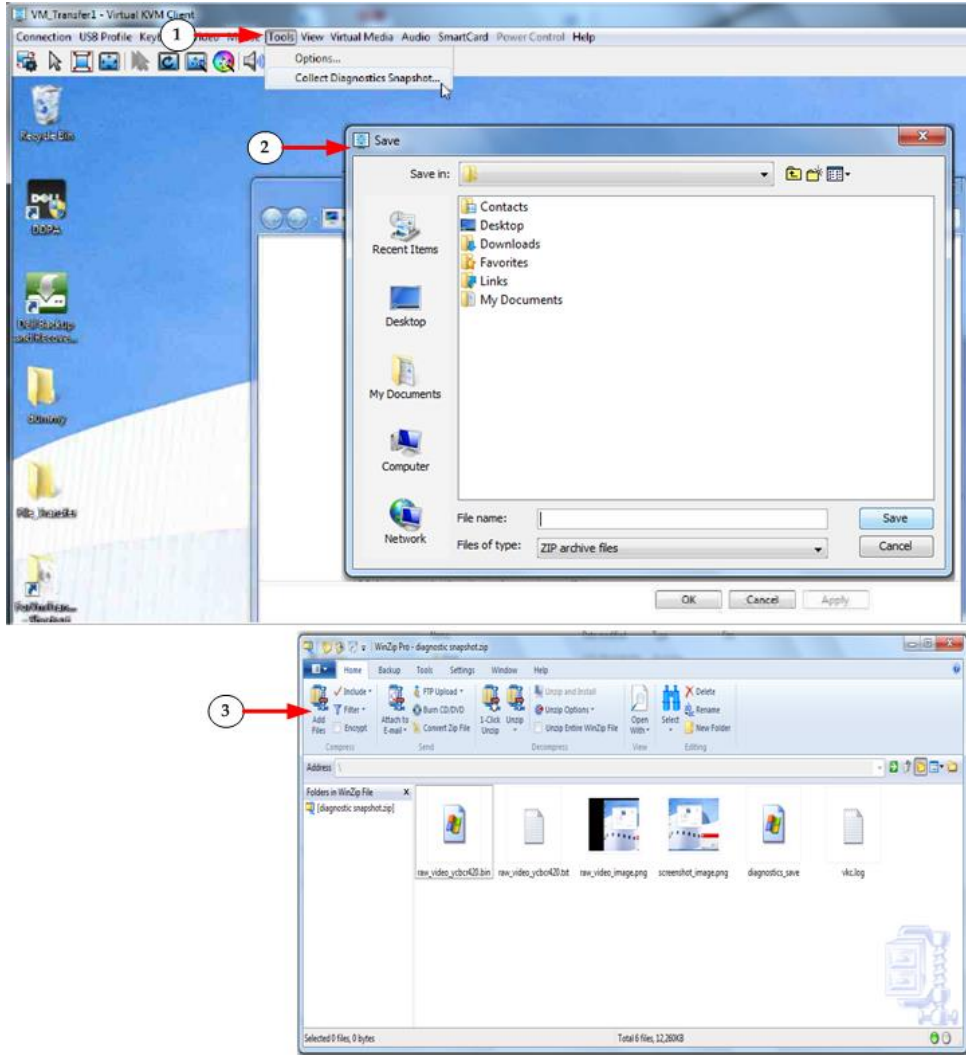 VM_Transfer1 - Virtual KVM Client
1
Connection USB Profile Tools View Virtual Media Audio SmartCard Power Control Help
Options...
Collect Diagnostics Snapshot...
Recycle Bin
2
Save
Save in:
DELL
DDPA
Contacts
Desktop
Downloads
Favorites
Links
My Documents
Recent Items
Desktop
My Documents
Computer
Network
Dell Backup
and Recove...
dummy
File_Transfer
File name:
Save
Files of type: ZIP archive files
Cancel
OK Cancel Apply
WinZip Pro - diagnostic snapshot.zip
Home Backup Tools Settings Window Help
3
Add Files
Include
Filter
Encrypt
Compress
Attach to E-mail
FTP Upload
Burn CD/DVD
Convert Zip File
Send
1-Click Unzip
Unzip
Unzip and Install
Unzip Options
Unzip Entire WinZip File
Decompress
Open With
View
Select
Delete
Rename
New Folder
Editing
Address \
Folders in WinZip File X
[diagnostic snapshot.zip]
raw_video_ycbcr420.bin raw_video_ycbcr420.txt raw_video_image.png screenshot_image.png diagnostics_save vkc.log
Selected 0 files, 0 bytes
Total 6 files, 12,260KB